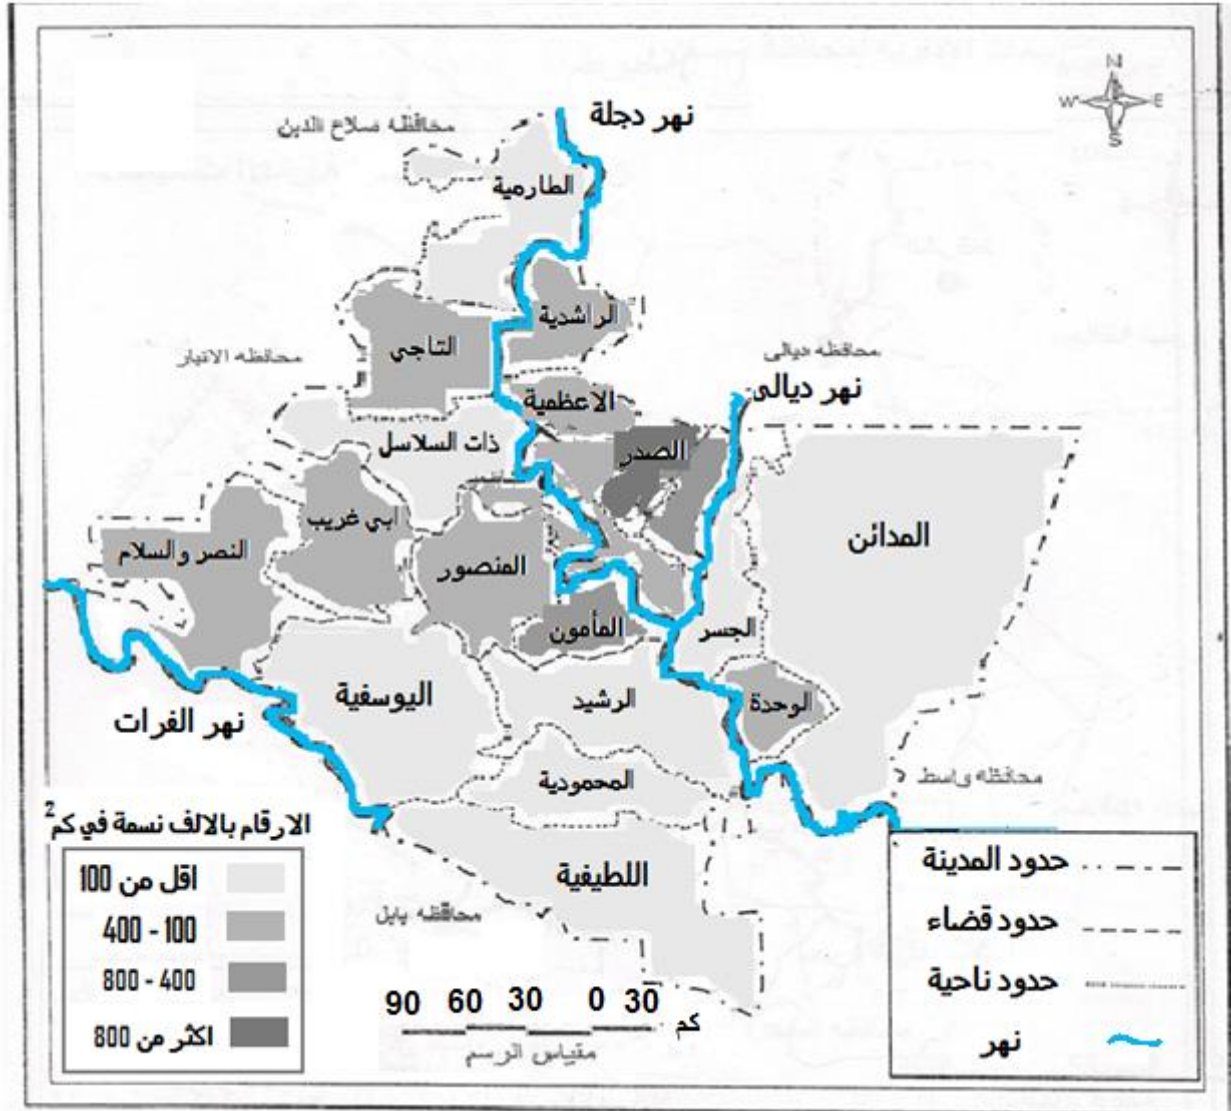 N
W E
S
نهر دجلة
محافظة صلاح الدين
الطارمية
الراشدية
التاجي
محافظة الانبار
محافظة ديالى
نهر ديالى
الأعظمية
ذات السلاسل
الصدر
ابي غريب
المدائن
النصر والسلام
المنصور
المأمون
الجسر
اليوسفية
الرشيد
الوحدة
نهر الفرات
المحمودية
محافظة واسط
اللطيفية
محافظة بابل
الارقام بالالف نسمة في كم2
اقل من 100
400 - 100
800 - 400
اكثر من 800
90 60 30 0 30
كم
مقياس الرسم
حدود المدينة
حدود قضاء
حدود ناحية
نهر